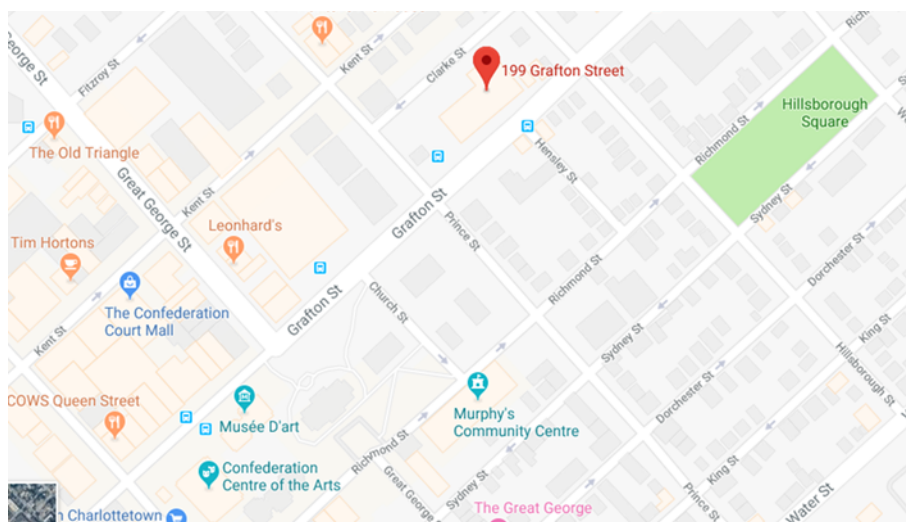 Great George St
Fitzroy St
Kent St
Clarke St
199 Grafton Street
Hillsborough
Square
The Old Triangle
Richmond St
Hensley St
Great George St
Kent St
Leonhard's
Grafton St
Prince St
Sydney St
Tim Hortons
The Confederation
Court Mall
Grafton St
Church St
Richmond St
Dorchester St
Kent St
Sydney St
King St
Hillsborough St
COWS Queen Street
Musée D'art
Murphy's
Community Centre
Dorchester St
Richmond St
Confederation
Centre of the Arts
Great George St
Sydney St
King St
Prince St
Water St
The Great George
Charlottetown